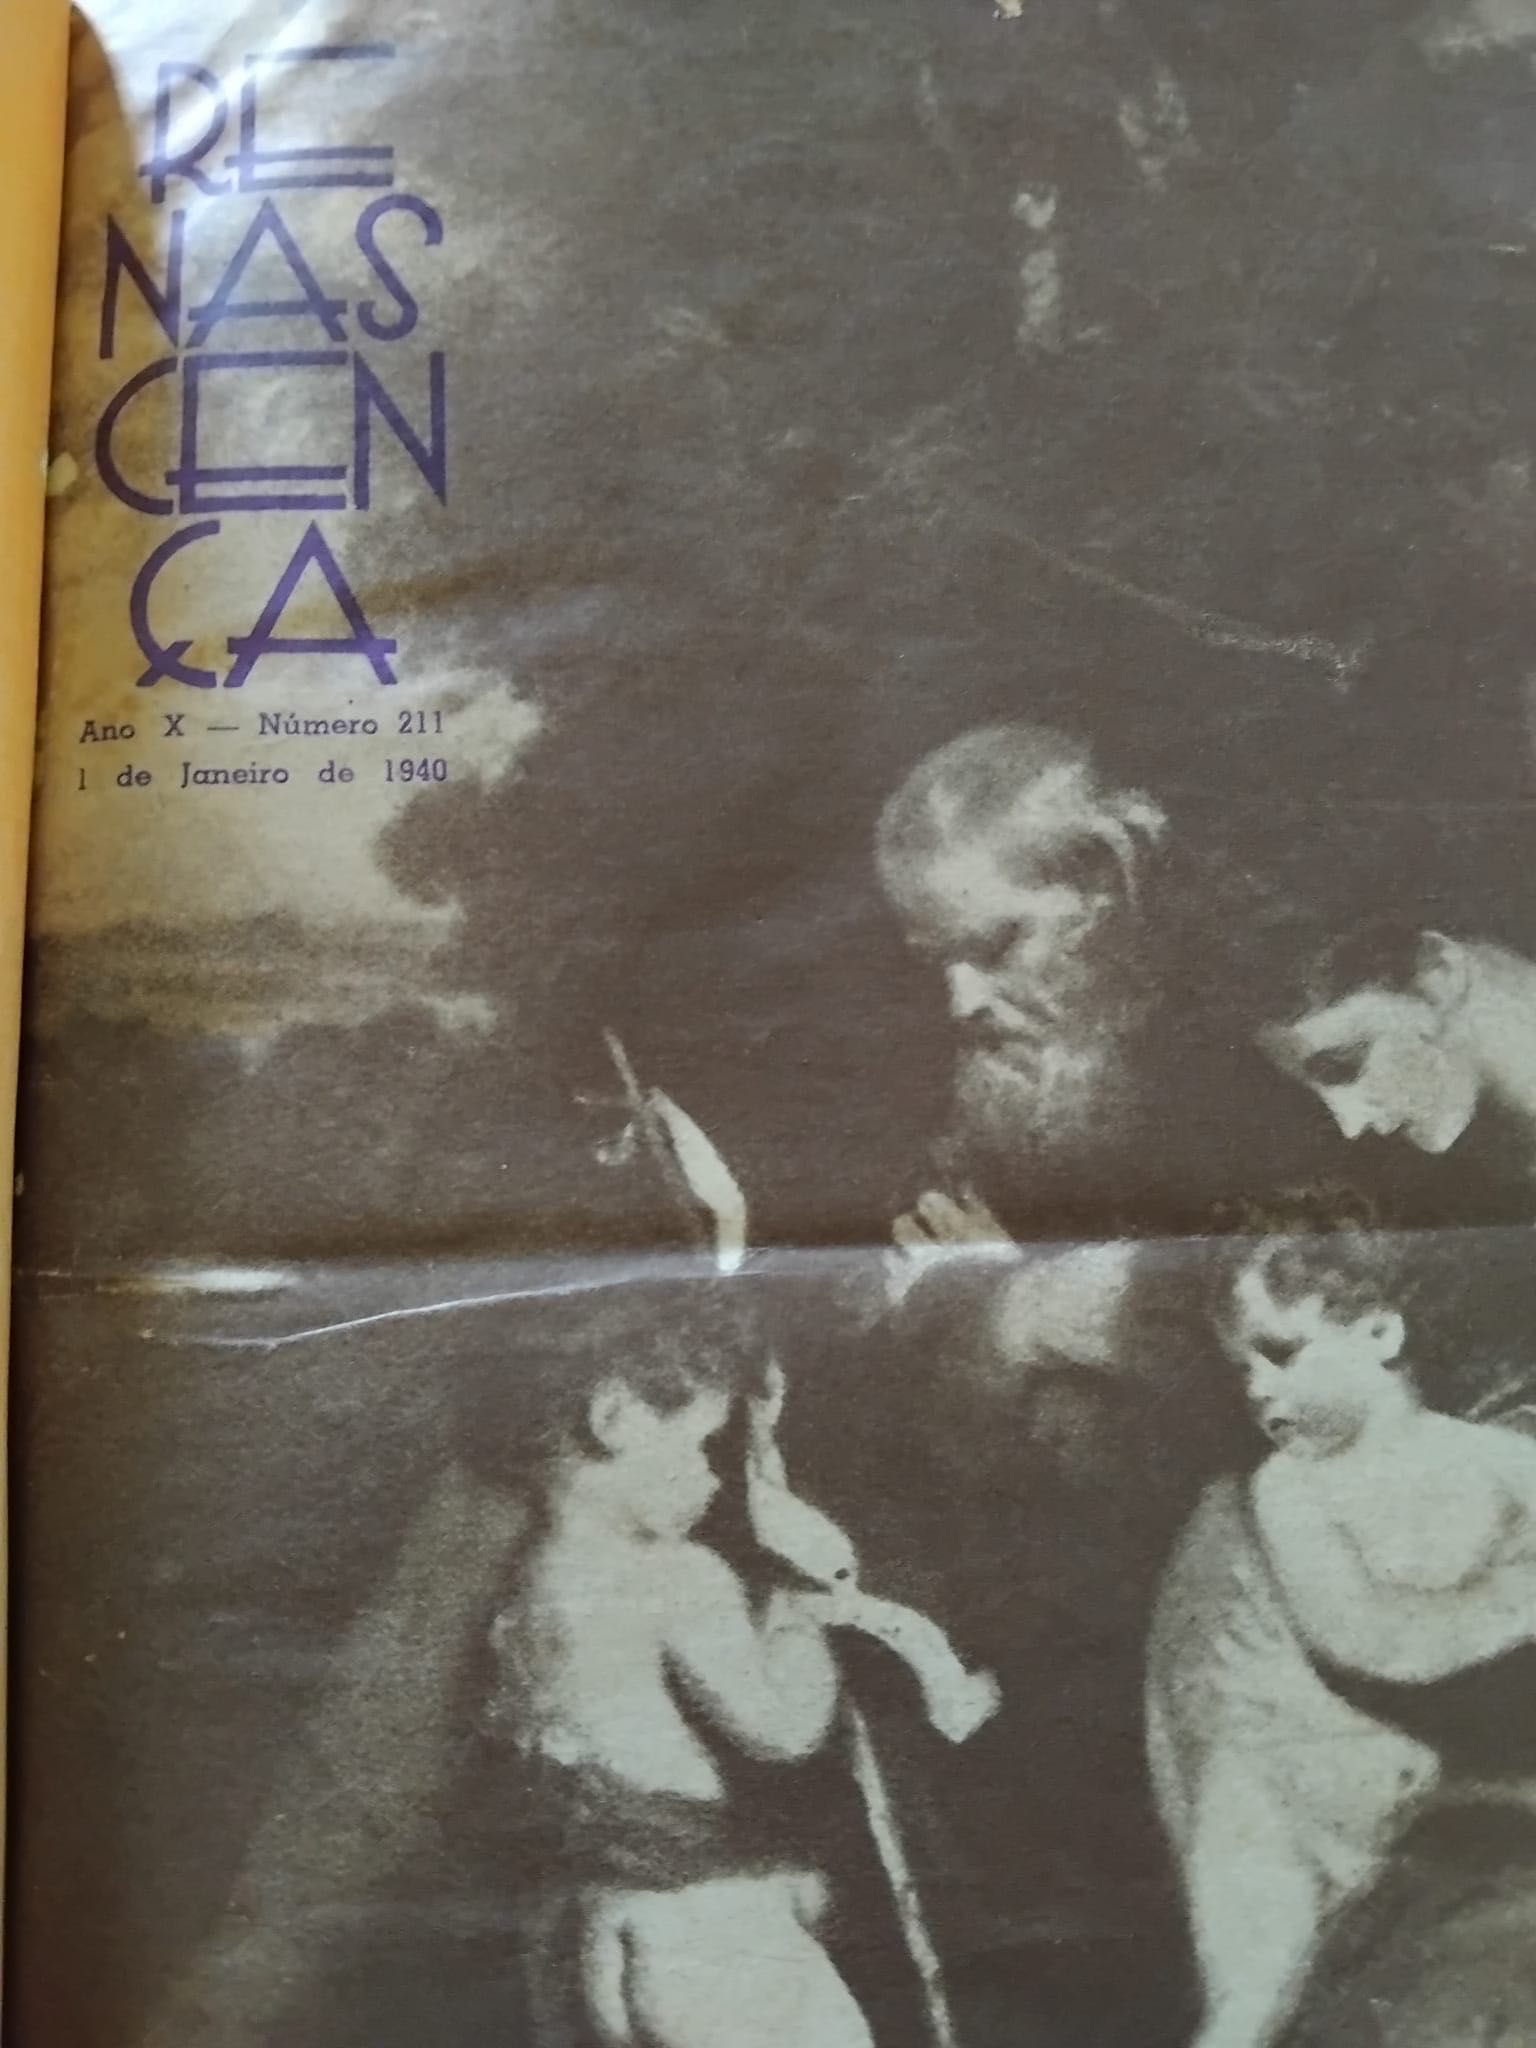 RE
NAS
CEN
ÇA
Ano X — Número 211
1 de Janeiro de 1940